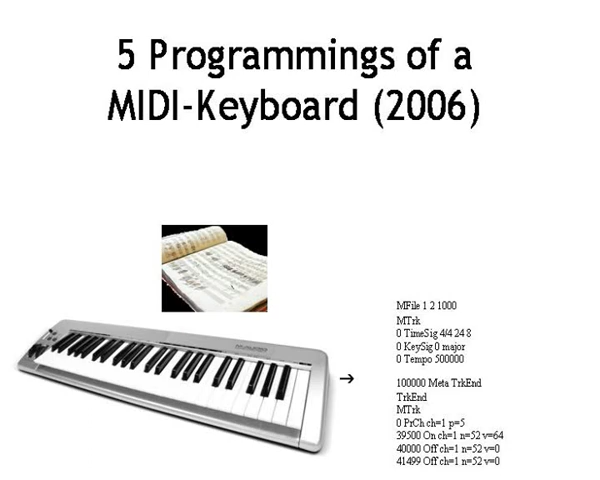 5 Programmings of a
MIDI-Keyboard (2006)
MFile 1 2 1000
MTrk
0 TimeSig 4/4 24 8
0 KeySig 0 major
0 Tempo 500000
100000 Meta TrkEnd
TrkEnd
MTrk
0 PrCh ch=1 p=5
39500 On ch=1 n=52 v=64
40000 Off ch=1 n=52 v=0
41499 Off ch=1 n=52 v=0